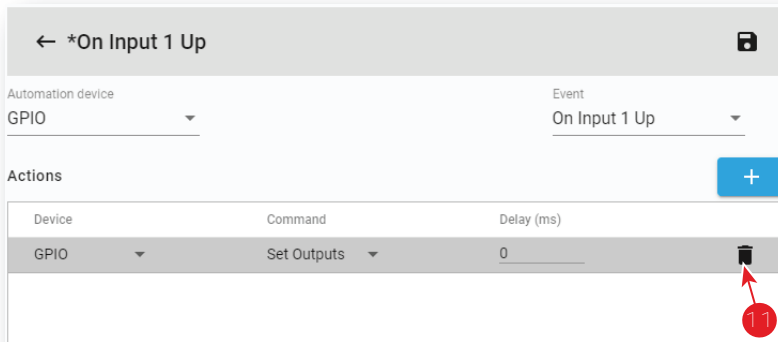 *On Input 1 Up
Automation device
Event
GPIO
On Input 1 Up
Actions
+
Device
Command
Delay (ms)
GPIO
Set Outputs
0
11